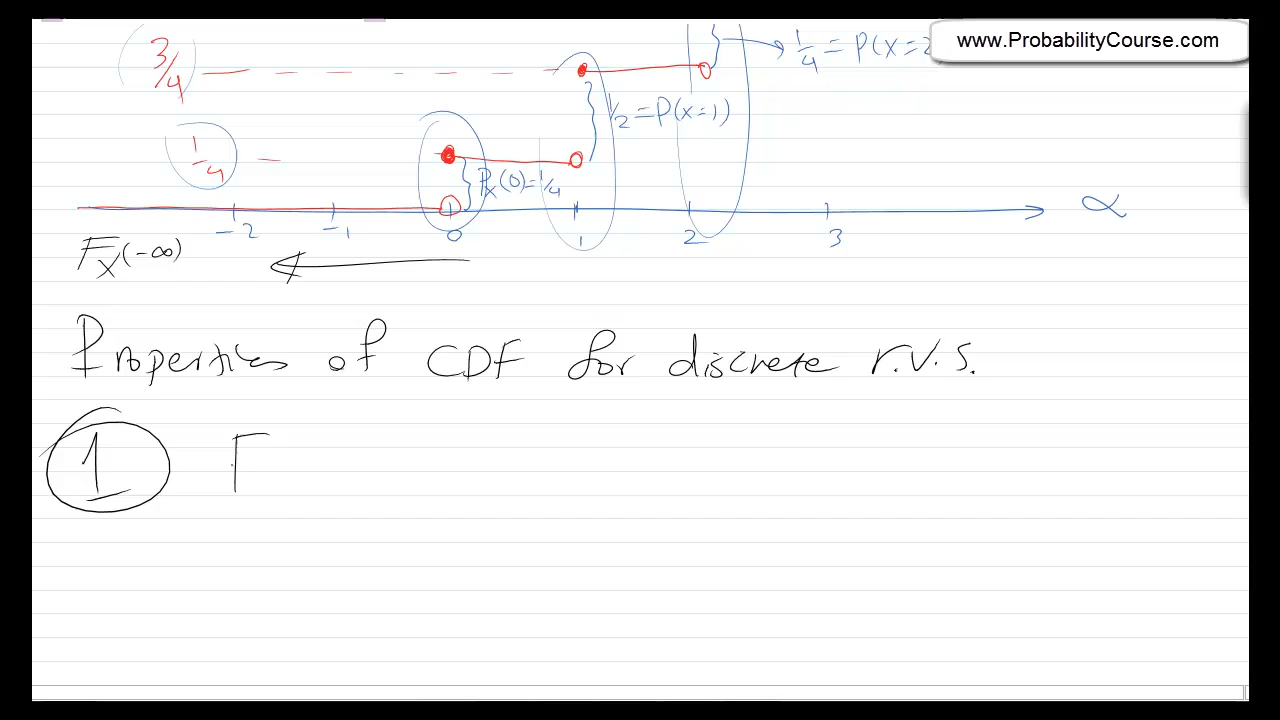 www.ProbabilityCourse.com
3/4
1/4 = P(X=2
1/2 = P(X=1)
1/4
P_X(0) = 1/4
-2 -1 0 1 2 3 x
F_X(-∞)
Properties of CDF for discrete r.v.s.
1